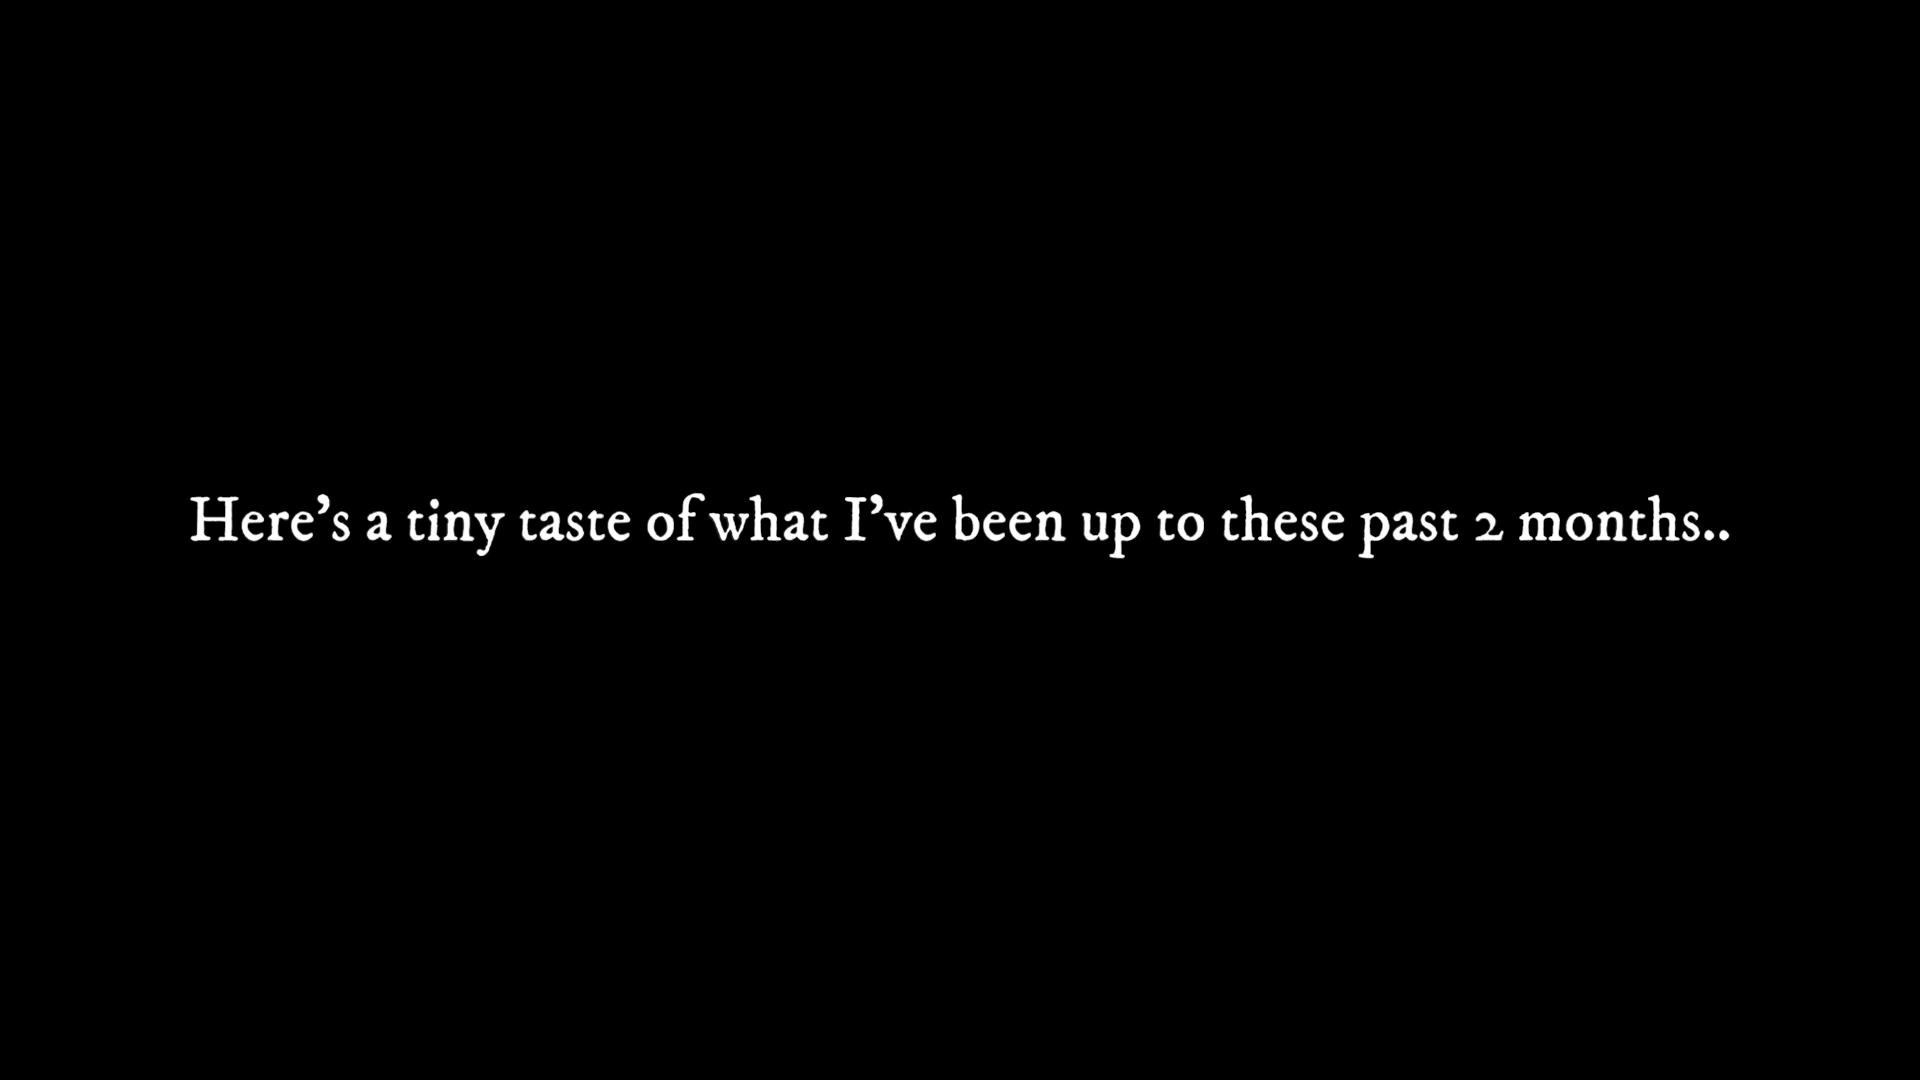 Here’s a tiny taste of what I’ve been up to these past 2 months..